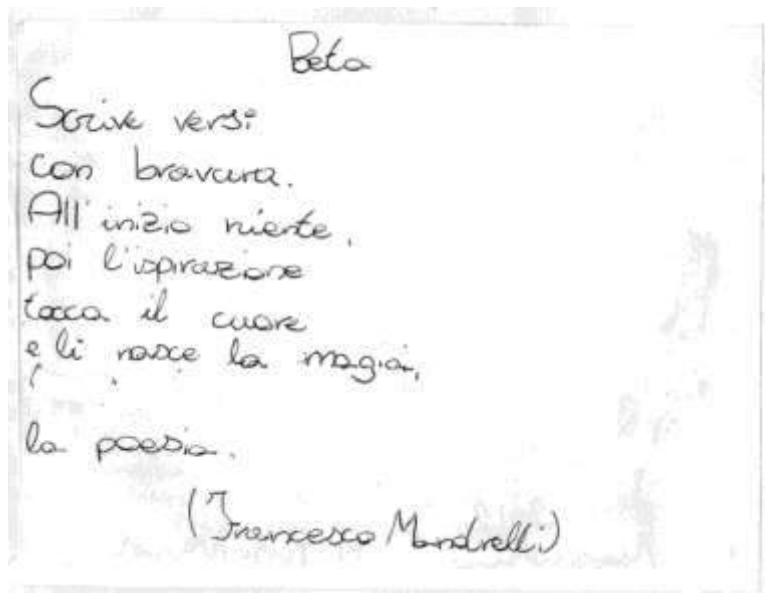 Beta
Scrive versi
con bravura.
All'inizio niente,
poi l'ispirazione
tocca il cuore
e lì nasce la magia,
la poesia.
(Francesco Mandrelli)